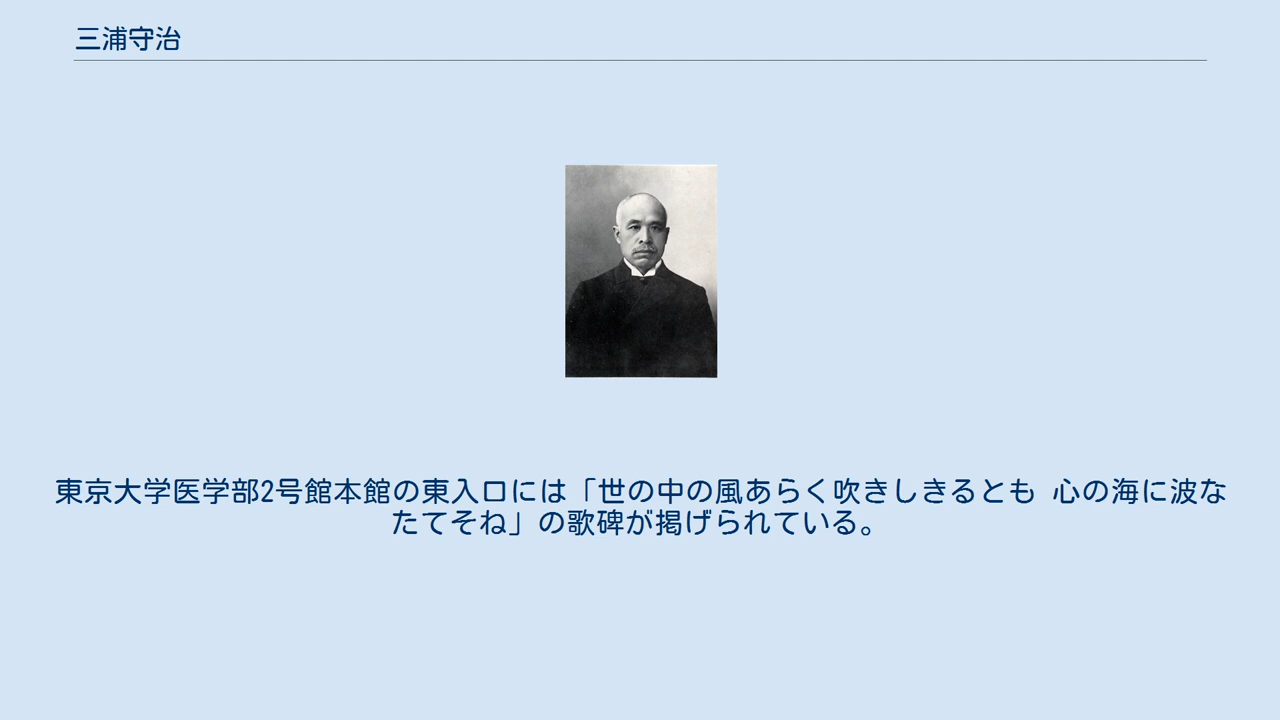 三浦守治
東京大学医学部2号館本館の東入口には「世の中の風あらく吹きしきるとも 心の海に波な
たてそね」の歌碑が掲げられている。